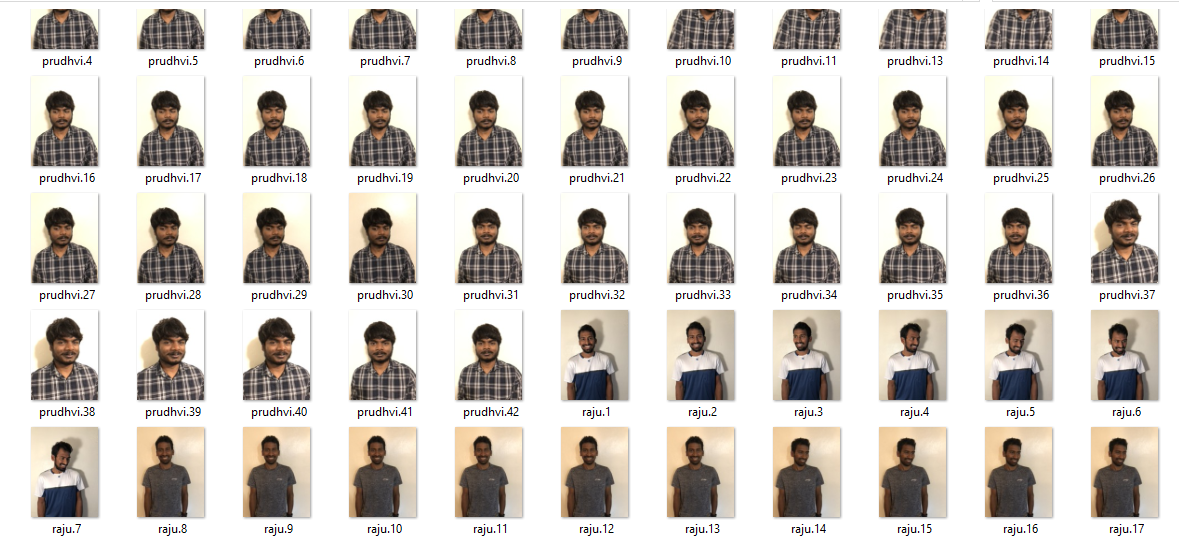 prudhvi.4 prudhvi.5 prudhvi.6 prudhvi.7 prudhvi.8 prudhvi.9 prudhvi.10 prudhvi.11 prudhvi.13 prudhvi.14 prudhvi.15
prudhvi.16 prudhvi.17 prudhvi.18 prudhvi.19 prudhvi.20 prudhvi.21 prudhvi.22 prudhvi.23 prudhvi.24 prudhvi.25 prudhvi.26
prudhvi.27 prudhvi.28 prudhvi.29 prudhvi.30 prudhvi.31 prudhvi.32 prudhvi.33 prudhvi.34 prudhvi.35 prudhvi.36 prudhvi.37
prudhvi.38 prudhvi.39 prudhvi.40 prudhvi.41 prudhvi.42 raju.1 raju.2 raju.3 raju.4 raju.5 raju.6
raju.7 raju.8 raju.9 raju.10 raju.11 raju.12 raju.13 raju.14 raju.15 raju.16 raju.17